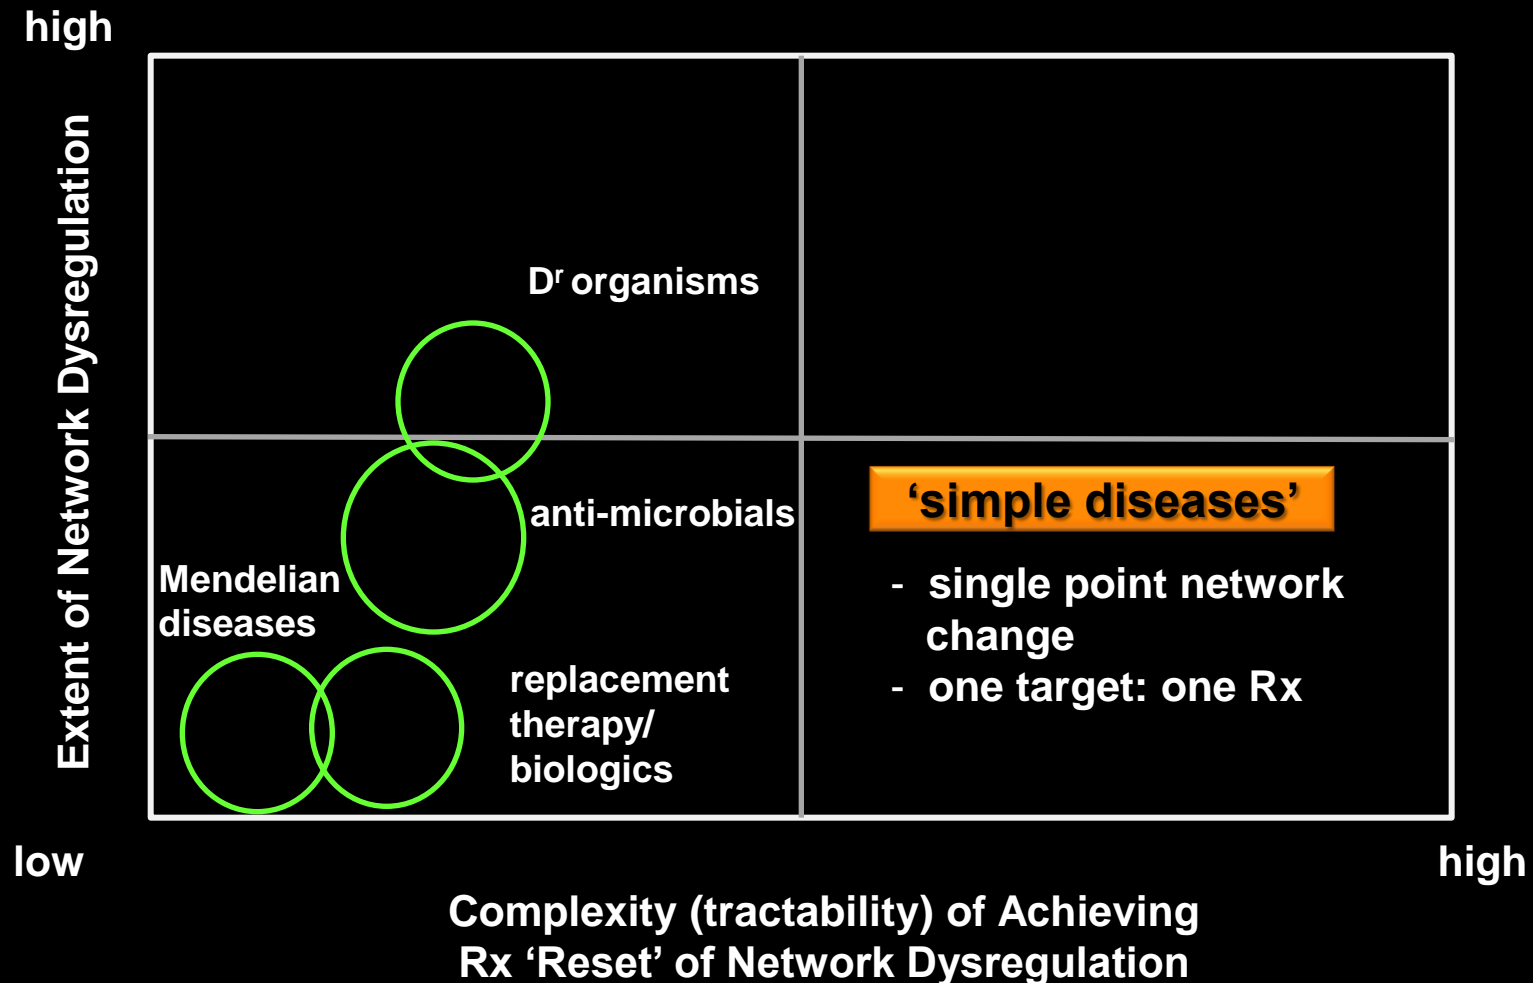 high
Extent of Network Dysregulation
Dʳ organisms
anti-microbials
Mendelian
diseases
replacement
therapy/
biologics
‘simple diseases’
- single point network
change
- one target: one Rx
low
high
Complexity (tractability) of Achieving
Rx ‘Reset’ of Network Dysregulation